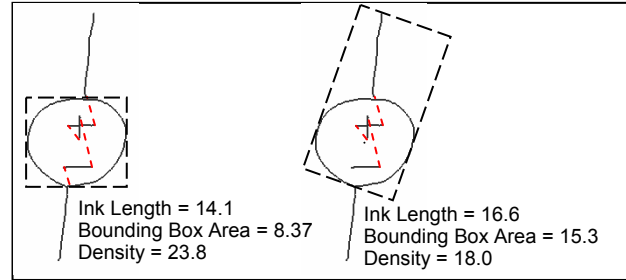 Ink Length = 14.1
Bounding Box Area = 8.37
Density = 23.8
Ink Length = 16.6
Bounding Box Area = 15.3
Density = 18.0